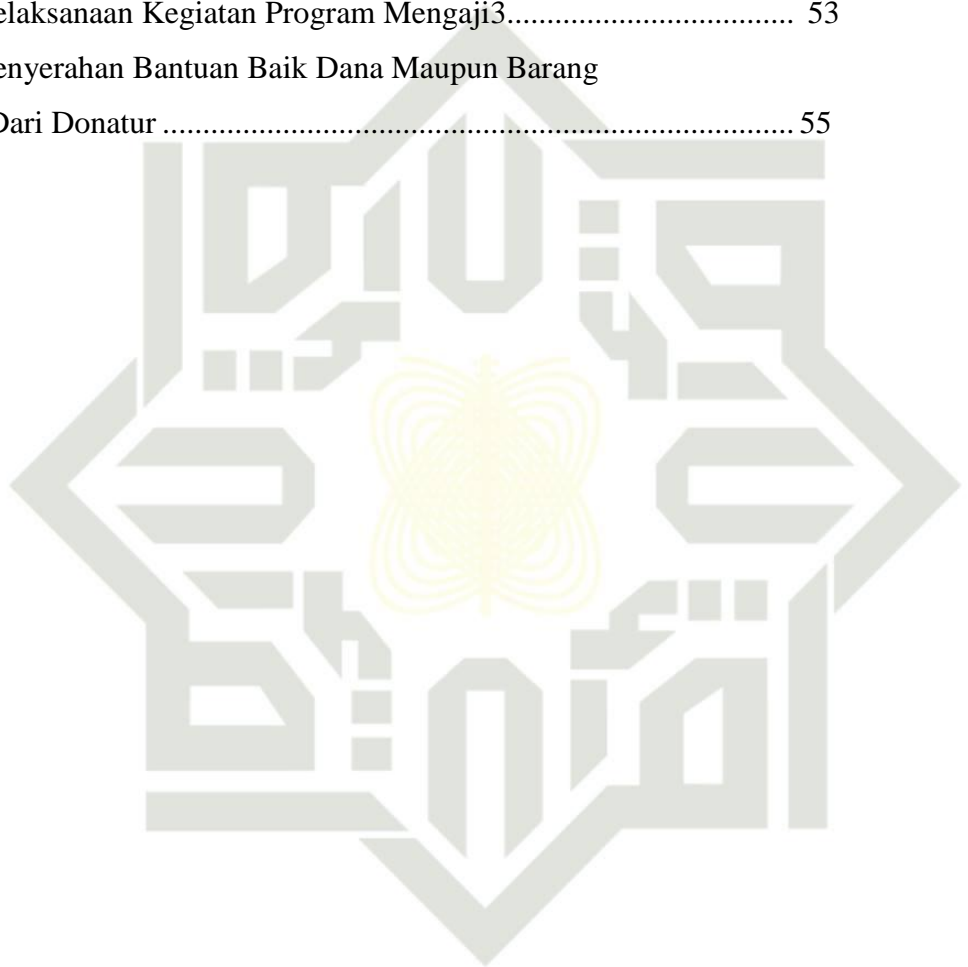 elaksanaan Kegiatan Program Mengaji3.................................... 53
enyerahan Bantuan Baik Dana Maupun Barang
Dari Donatur ............................................................................... 55